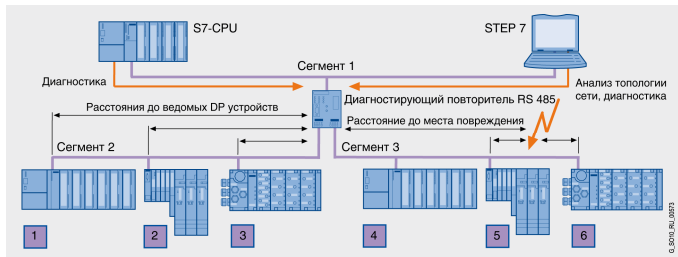 S7-CPU
STEP 7
Сегмент 1
Диагностика
Анализ топологии
сети, диагностика
Диагностирующий повторитель RS 485
Расстояния до ведомых DP устройств
Расстояние до места повреждения
Сегмент 2
Сегмент 3
1
2
3
4
5
6
G_SO10_RU_00573